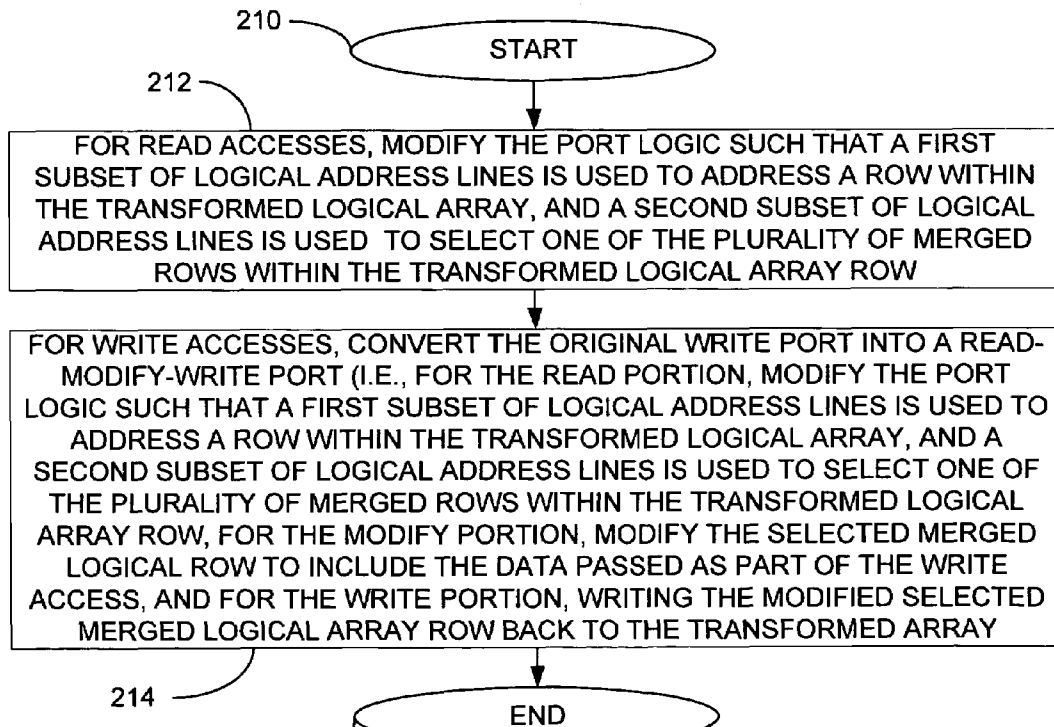 210
START
212
FOR READ ACCESSES, MODIFY THE PORT LOGIC SUCH THAT A FIRST
SUBSET OF LOGICAL ADDRESS LINES IS USED TO ADDRESS A ROW WITHIN
THE TRANSFORMED LOGICAL ARRAY, AND A SECOND SUBSET OF LOGICAL
ADDRESS LINES IS USED TO SELECT ONE OF THE PLURALITY OF MERGED
ROWS WITHIN THE TRANSFORMED LOGICAL ARRAY ROW
FOR WRITE ACCESSES, CONVERT THE ORIGINAL WRITE PORT INTO A READ-
MODIFY-WRITE PORT (I.E., FOR THE READ PORTION, MODIFY THE PORT
LOGIC SUCH THAT A FIRST SUBSET OF LOGICAL ADDRESS LINES IS USED TO
ADDRESS A ROW WITHIN THE TRANSFORMED LOGICAL ARRAY, AND A
SECOND SUBSET OF LOGICAL ADDRESS LINES IS USED TO SELECT ONE OF
THE PLURALITY OF MERGED ROWS WITHIN THE TRANSFORMED LOGICAL
ARRAY ROW, FOR THE MODIFY PORTION, MODIFY THE SELECTED MERGED
LOGICAL ROW TO INCLUDE THE DATA PASSED AS PART OF THE WRITE
ACCESS, AND FOR THE WRITE PORTION, WRITING THE MODIFIED SELECTED
MERGED LOGICAL ARRAY ROW BACK TO THE TRANSFORMED ARRAY
214
END